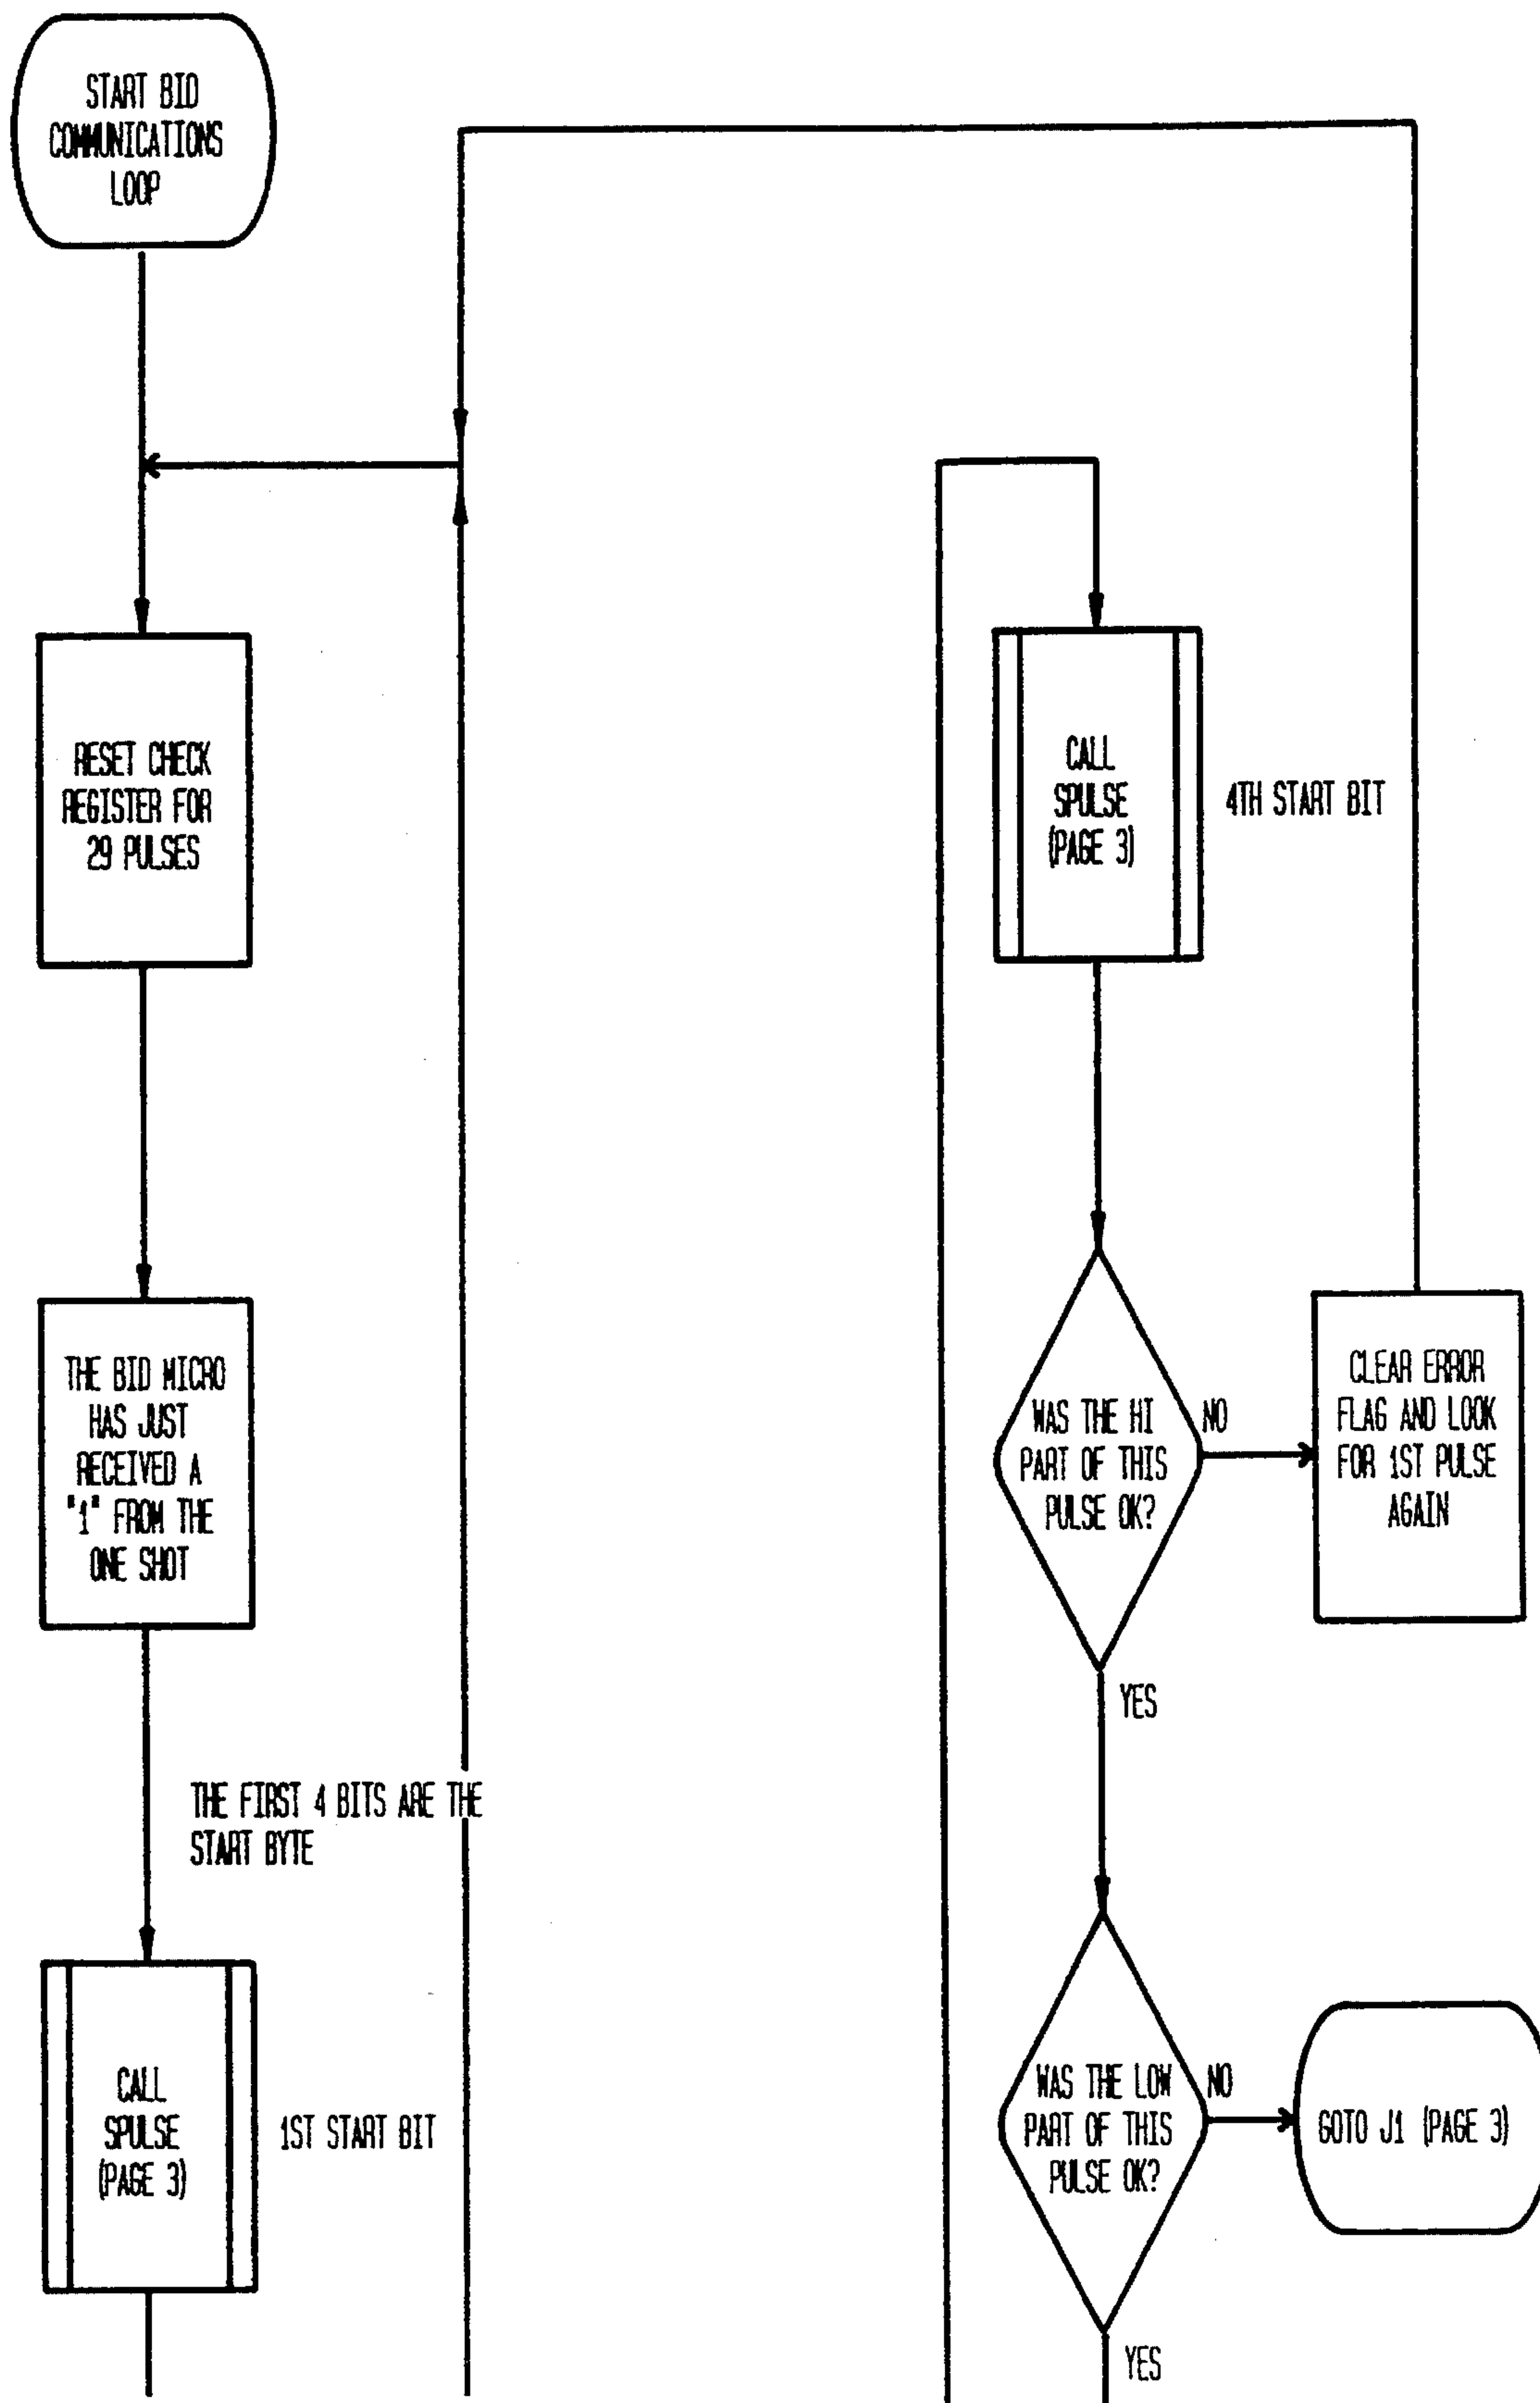 START BID
COMMUNICATIONS
LOOP
RESET CHECK
REGISTER FOR
29 PULSES
THE BID MICRO
HAS JUST
RECEIVED A
"1" FROM THE
ONE SHOT
THE FIRST 4 BITS ARE THE
START BYTE
CALL
SPULSE
(PAGE 3)
1ST START BIT
CALL
SPULSE
(PAGE 3)
4TH START BIT
WAS THE HI
PART OF THIS
PULSE OK?
NO
CLEAR ERROR
FLAG AND LOOK
FOR 1ST PULSE
AGAIN
YES
WAS THE LOW
PART OF THIS
PULSE OK?
NO
GOTO J1 (PAGE 3)
YES